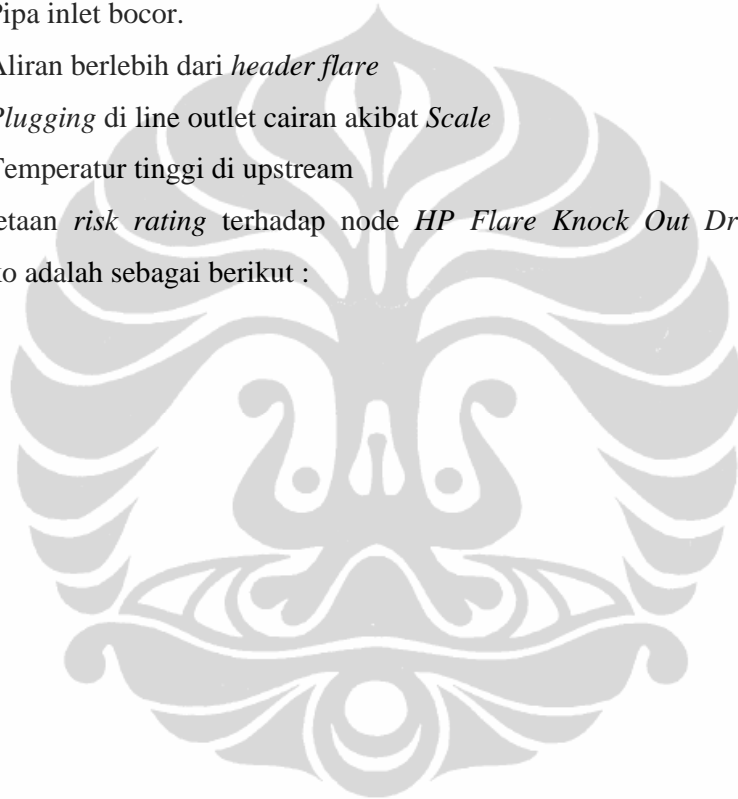 Pipa inlet bocor.
Aliran berlebih dari header flare
Plugging di line outlet cairan akibat Scale
Temperatur tinggi di upstream
etaan risk rating terhadap node HP Flare Knock Out Dr
o adalah sebagai berikut :